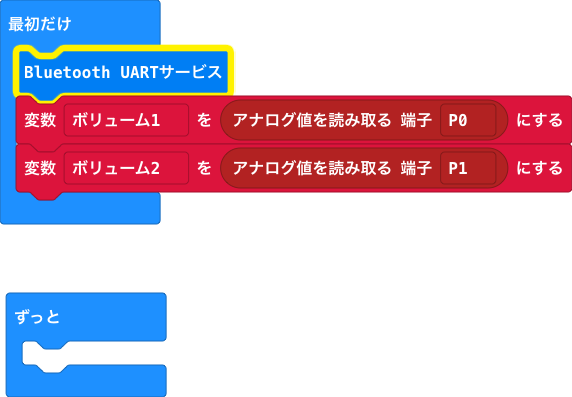 最初だけ
Bluetooth UARTサービス
変数 ボリューム1 を アナログ値を読み取る 端子 P0 にする
変数 ボリューム2 を アナログ値を読み取る 端子 P1 にする
ずっと